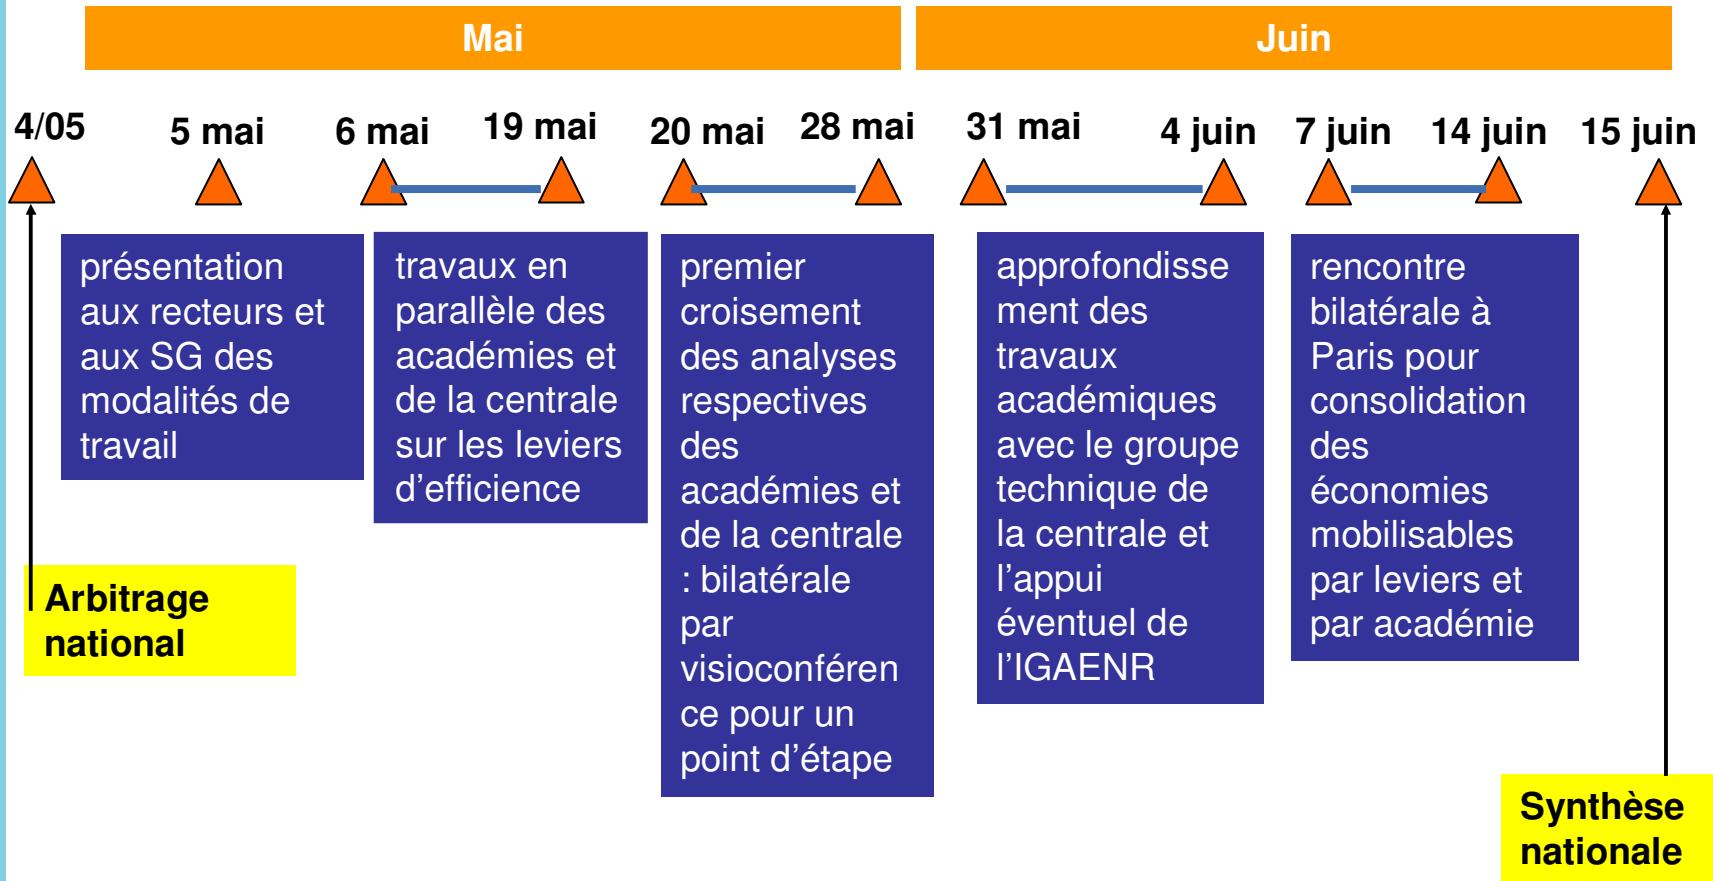 Mai
Juin
4/05
5 mai
6 mai
19 mai
20 mai
28 mai
31 mai
4 juin
7 juin
14 juin
15 juin
présentation
aux recteurs et
aux SG des
modalités de
travail
travaux en
parallèle des
académies et
de la centrale
sur les leviers
d’efficience
premier
croisement
des analyses
respectives
des
académies et
de la centrale
: bilatérale
par
visioconféren
ce pour un
point d’étape
approfondisse
ment des
travaux
académiques
avec le groupe
technique de
la centrale et
l’appui
éventuel de
l’IGAENR
rencontre
bilatérale à
Paris pour
consolidation
des
économies
mobilisables
par leviers et
par académie
Arbitrage
national
Synthèse
nationale